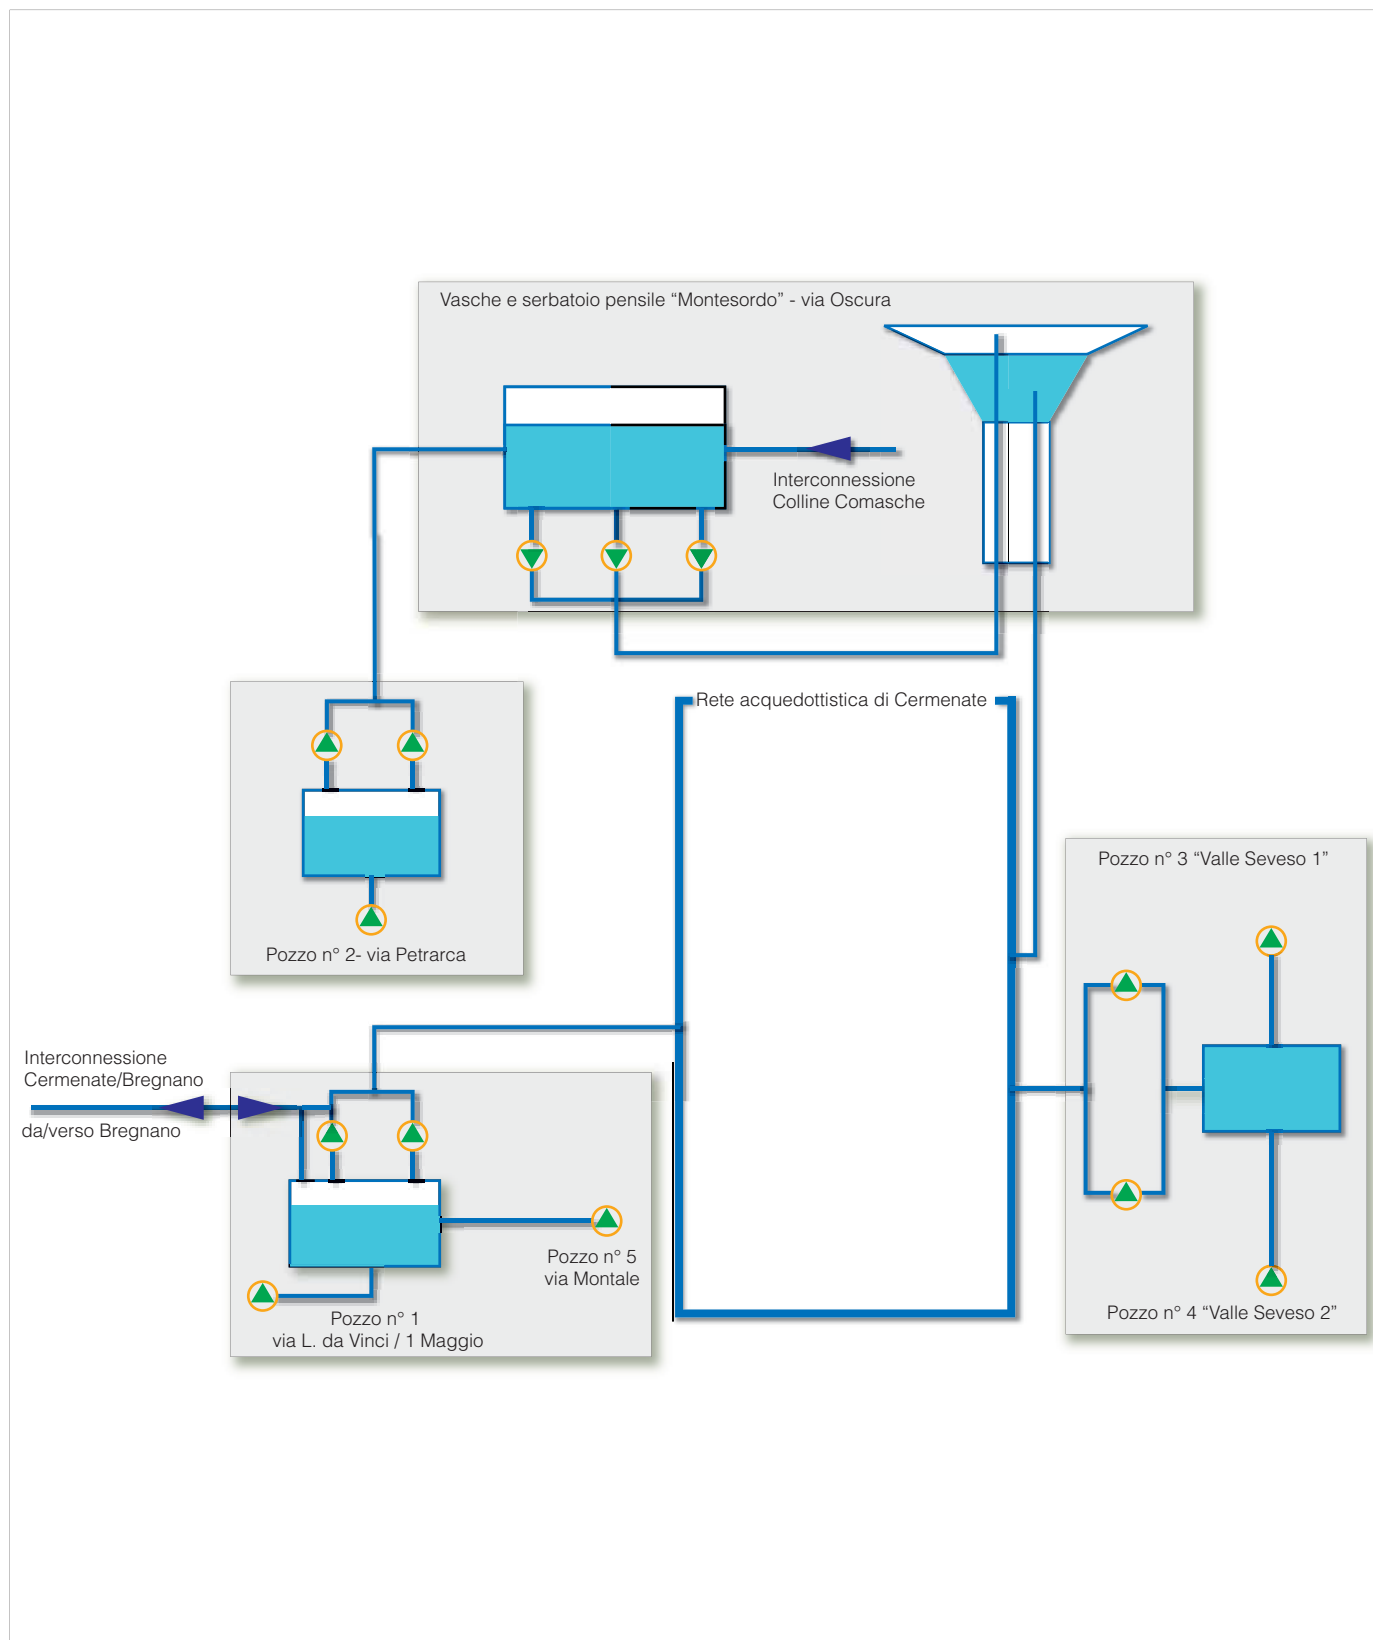 Vasche e serbatoio pensile “Montesordo” - via Oscura
Interconnessione
Colline Comasche
Rete acquedottistica di Cermenate
Pozzo n° 3 “Valle Seveso 1”
Pozzo n° 2- via Petrarca
Interconnessione
Cermenate/Bregnano
da/verso Bregnano
Pozzo n° 5
via Montale
Pozzo n° 1
via L. da Vinci / 1 Maggio
Pozzo n° 4 “Valle Seveso 2”